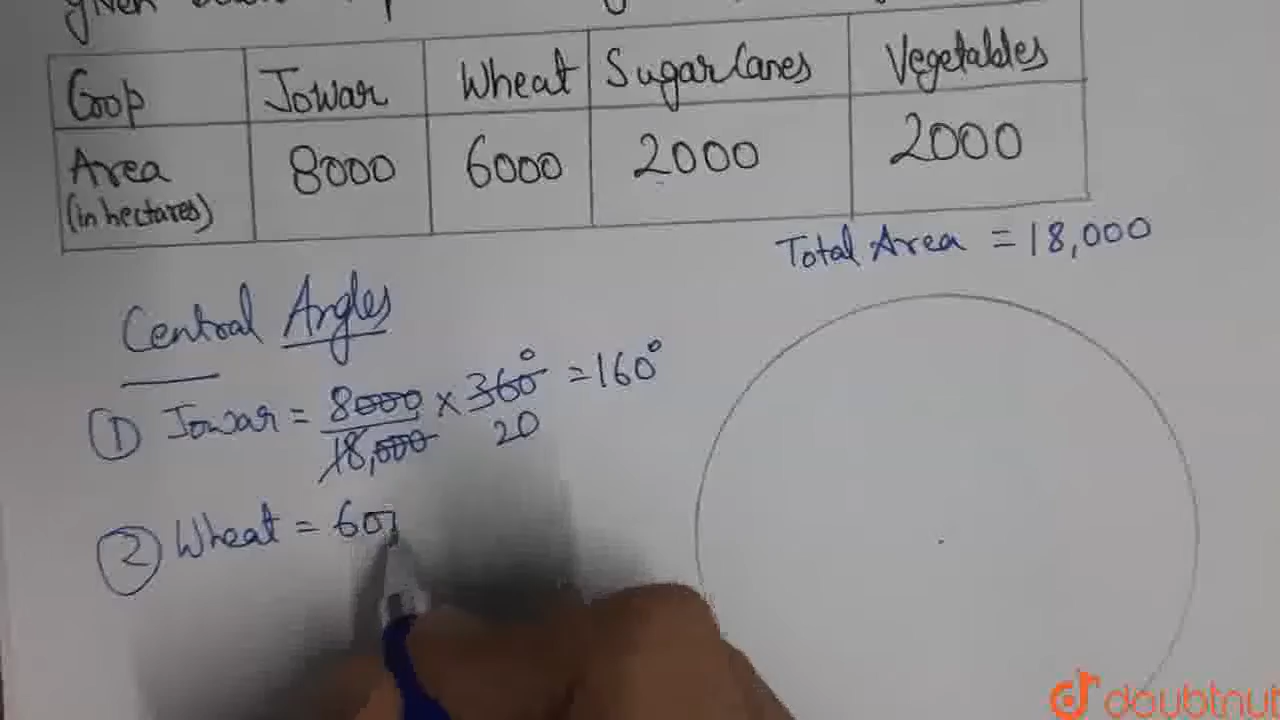 given
Crop Jowar Wheat Sugarcanes Vegetables
Area (in hectares) 8000 6000 2000 2000
Total Area = 18,000
Central Angles
① Jowar = 8000/18,000 × 360° = 160°
20
② Wheat = 60
doubtnut